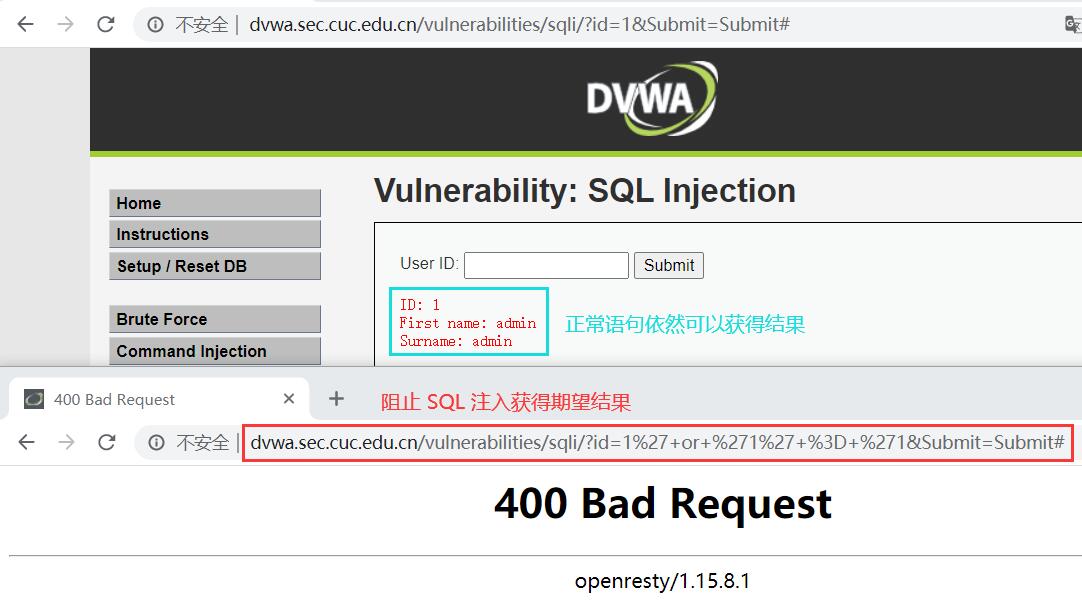 不安全 | dvwa.sec.cuc.edu.cn/vulnerabilities/sqli/?id=1&Submit=Submit#
DVWA
Vulnerability: SQL Injection
Home
Instructions
Setup / Reset DB
Brute Force
Command Injection
User ID: Submit
ID: 1
First name: admin
Surname: admin
正常语句依然可以获得结果
400 Bad Request
阻止 SQL 注入获得期望结果
不安全 | dvwa.sec.cuc.edu.cn/vulnerabilities/sqli/?id=1%27+or+%271%27+%3D+%271&Submit=Submit#
400 Bad Request
openresty/1.15.8.1